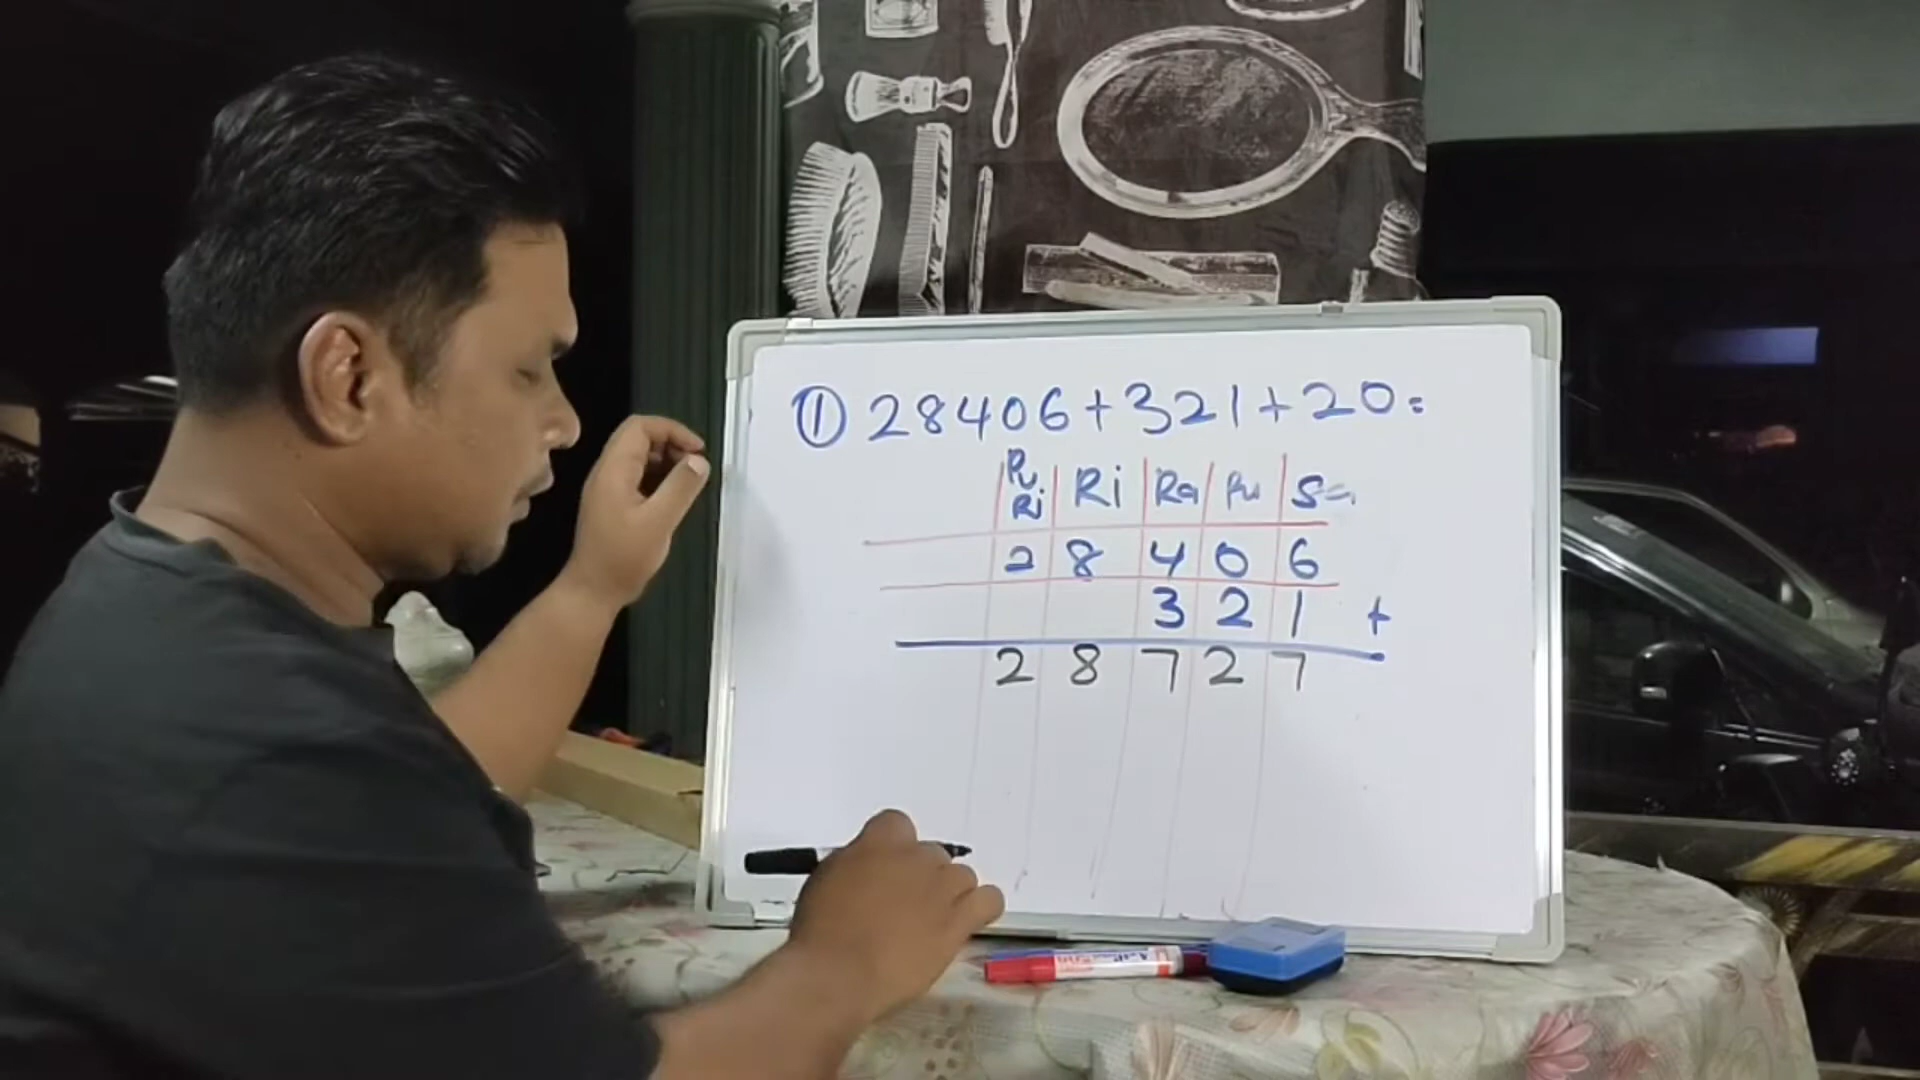 ① 28406+321+20=
Pu Ri Ri Ra Pu Sa
2 8 4 0 6
3 2 1 +
2 8 7 2 7